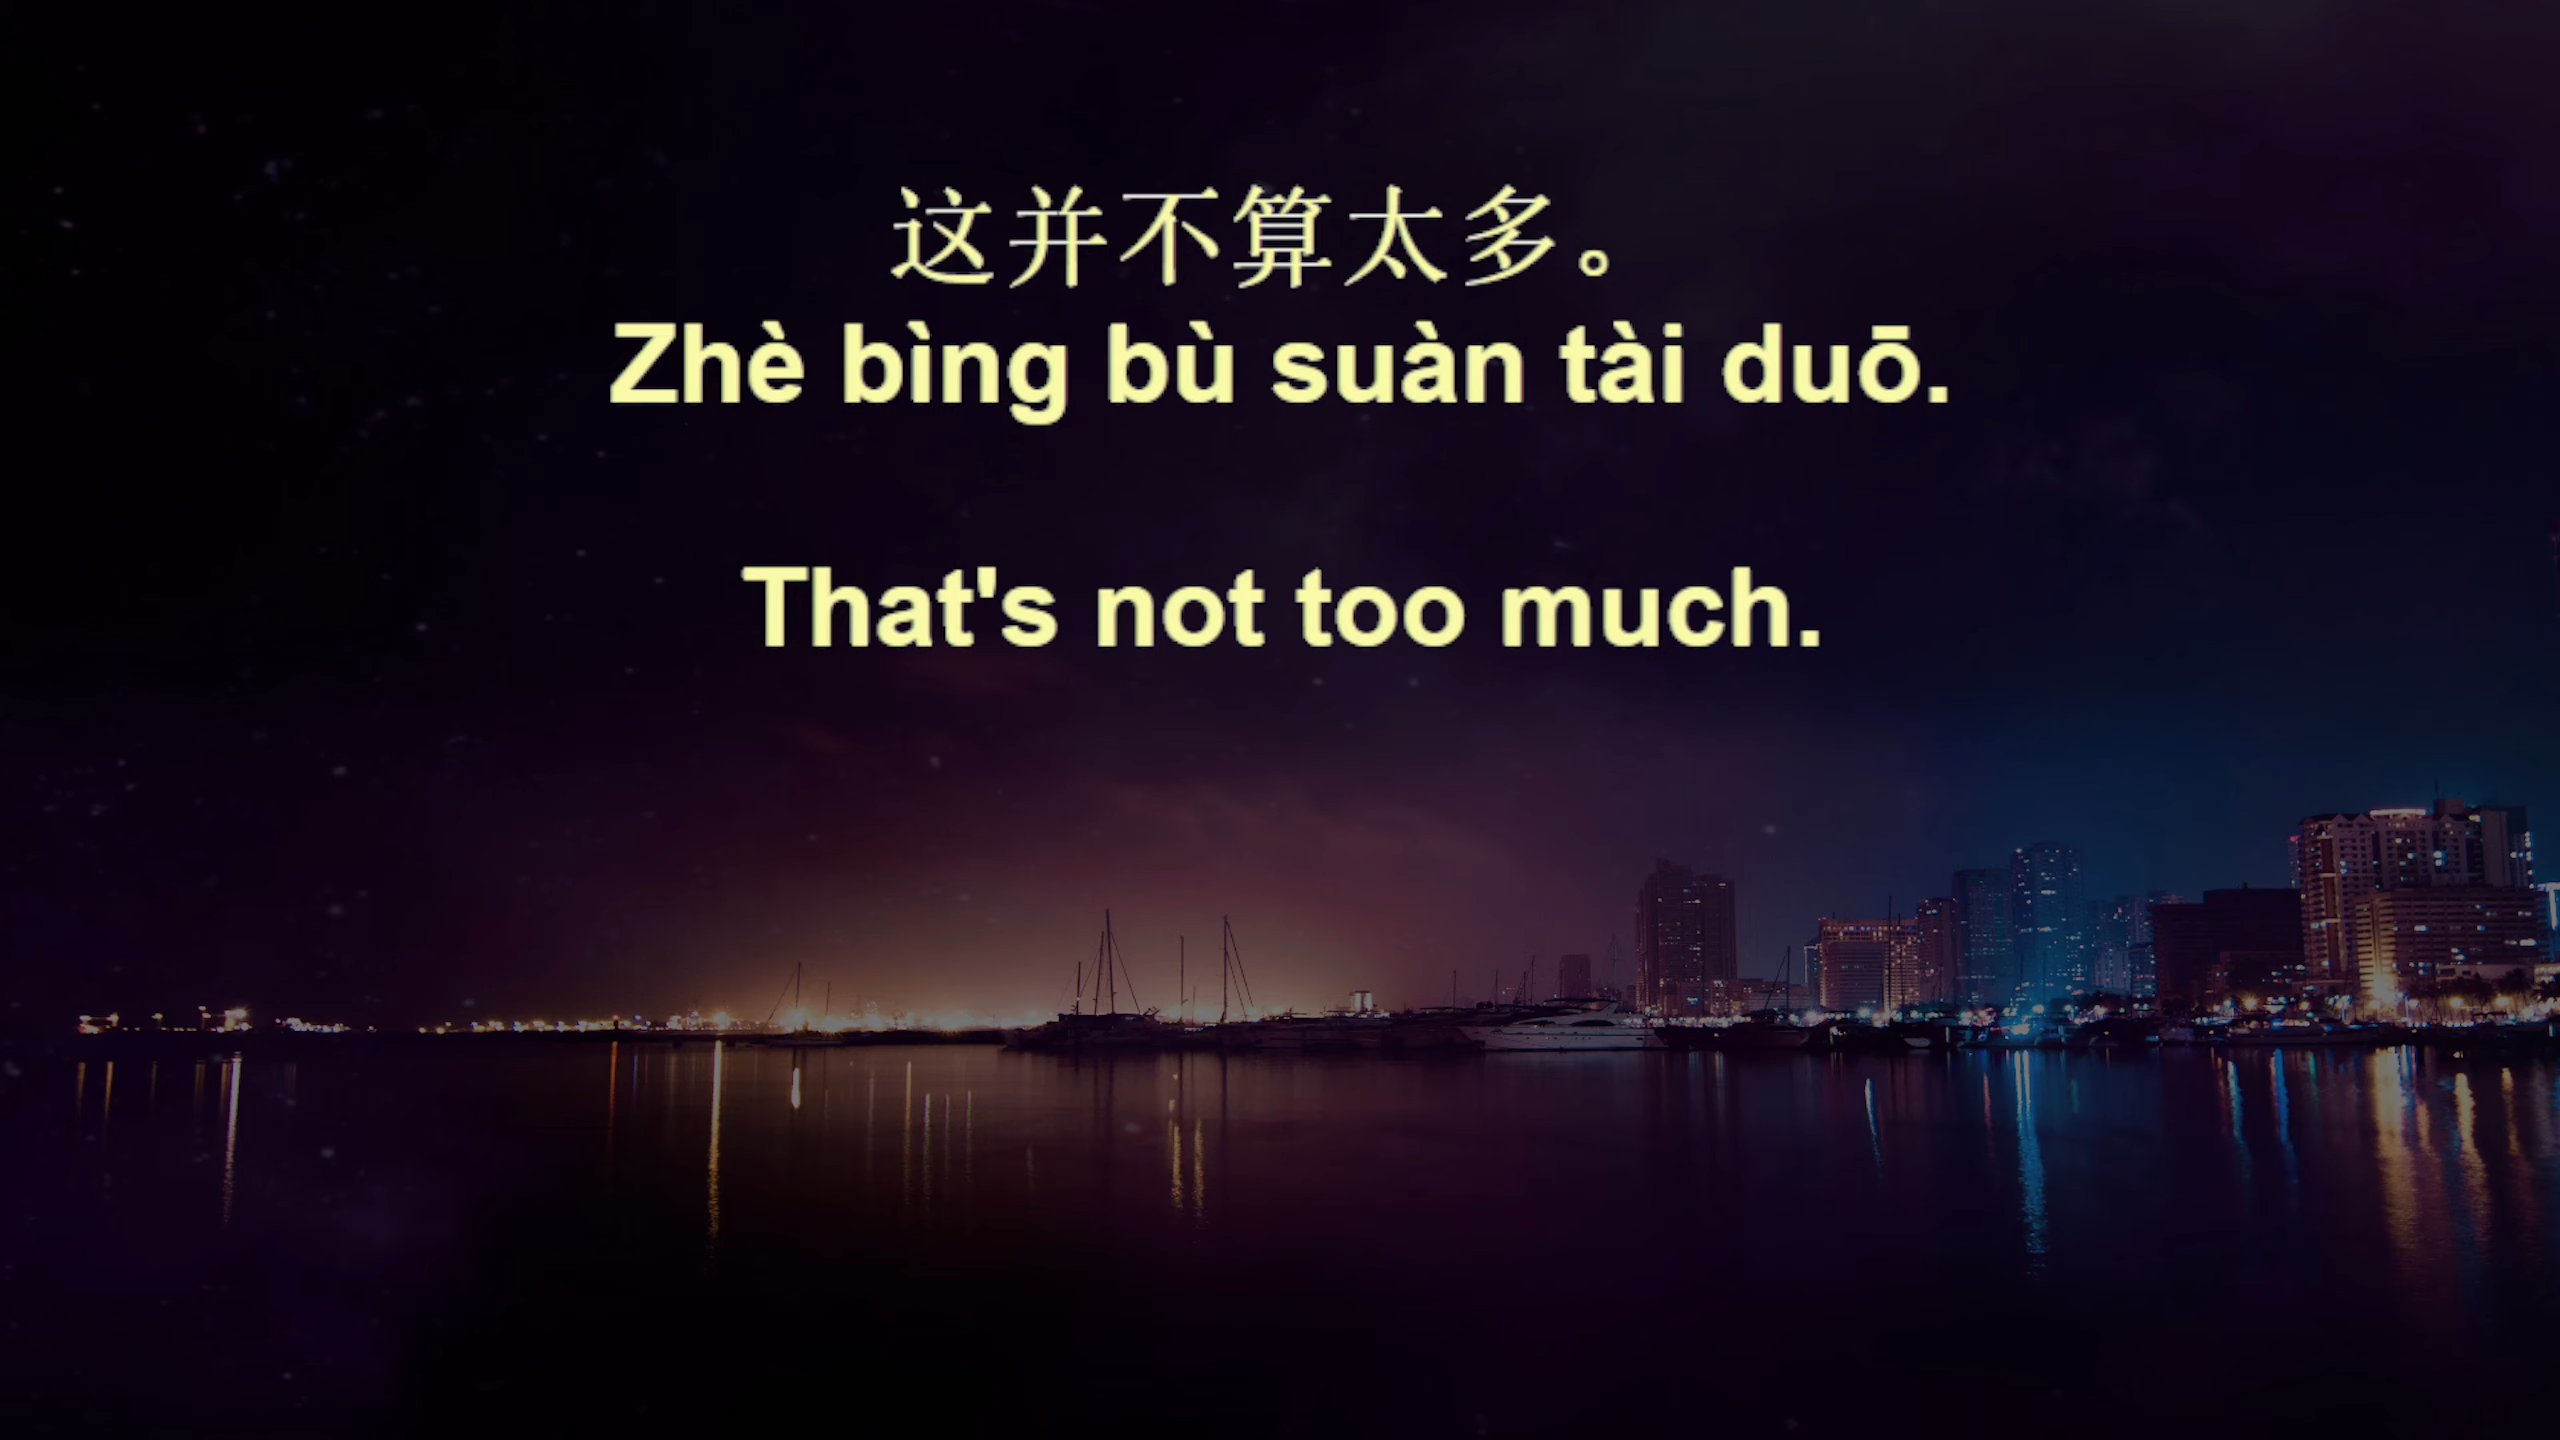 这并不算太多。
Zhè bìng bù suàn tài duō.
That's not too much.